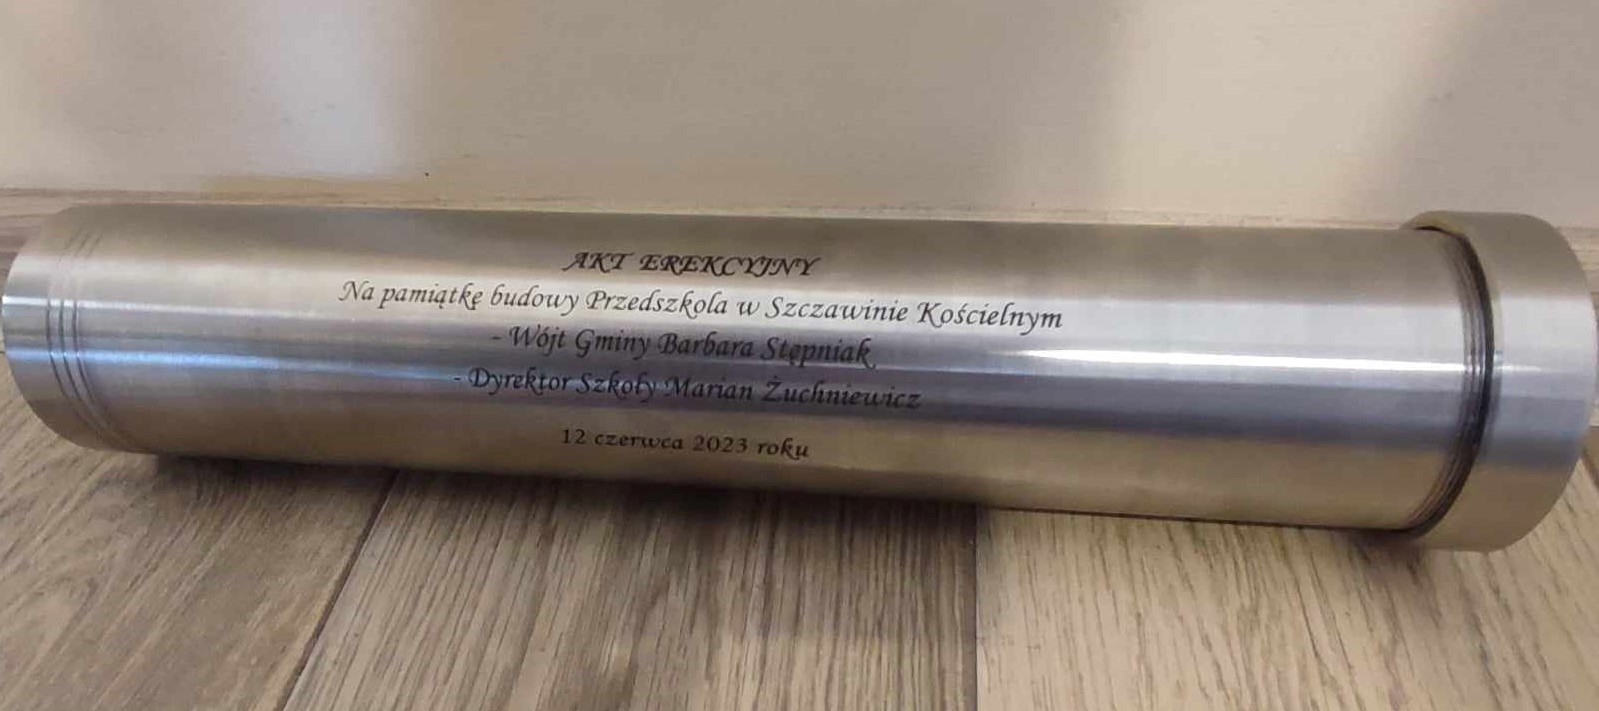 AKT EREKCYJNY
Na pamiątkę budowy Przedszkola w Szczawinie Kościelnym
- Wójt Gminy Barbara Stępniak
- Dyrektor Szkoły Marian Żuchniewicz
12 czerwca 2023 roku